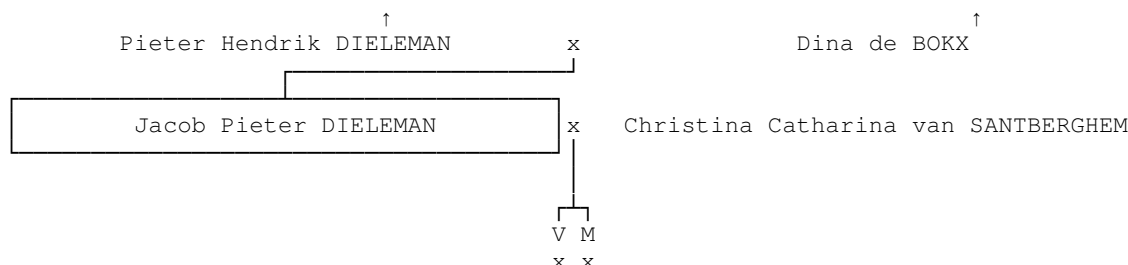 ↑ ↑
Pieter Hendrik DIELEMAN x Dina de BOKX
Jacob Pieter DIELEMAN x Christina Catharina van SANTBERGHEM
V M
x x